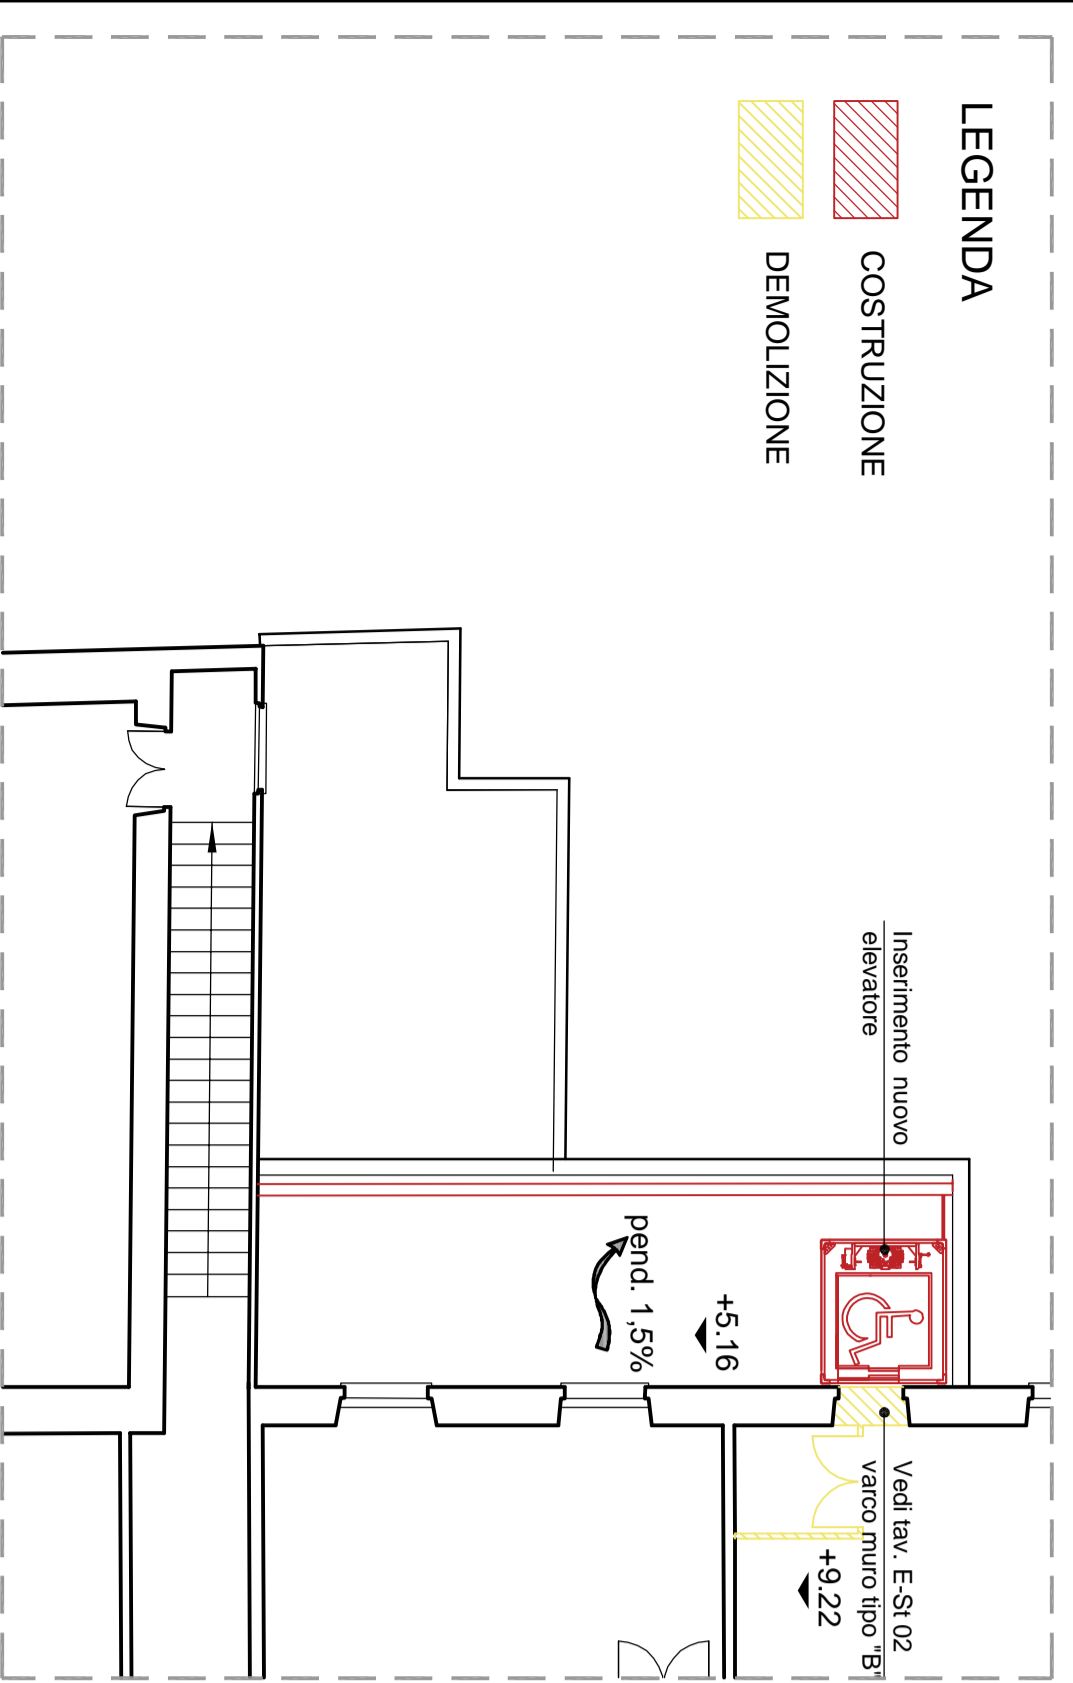 LEGENDA
COSTRUZIONE
DEMOLIZIONE
Inserimento nuovo
elevatore
pend. 1,5%
+5.16
Vedi tav. E-St 02
varco muro tipo "B"
+9.22